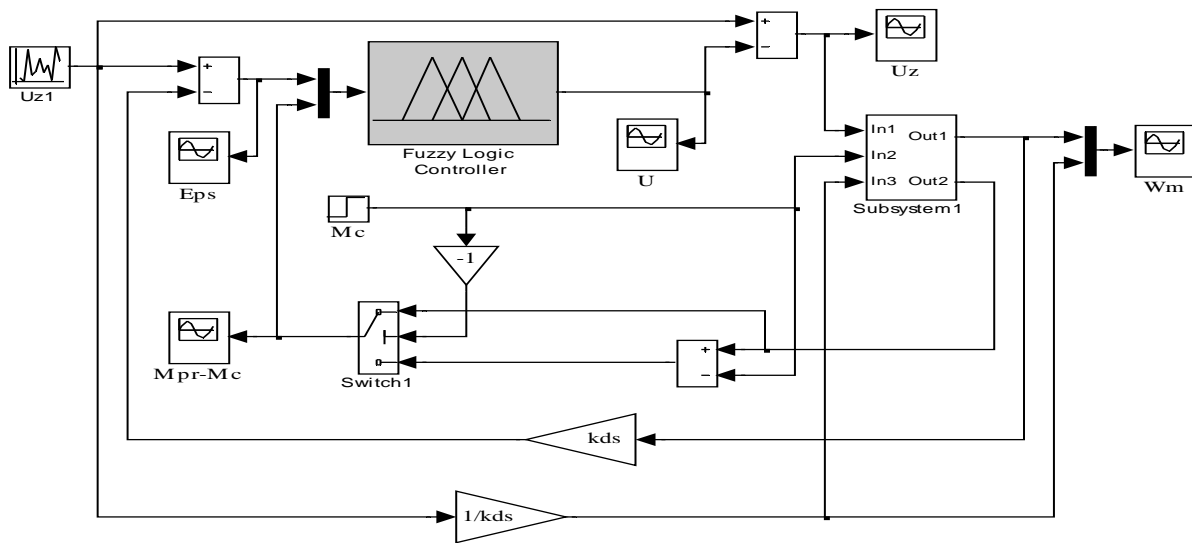 +
−
Uz
Uz1
+
−
Fuzzy Logic
Controller
Eps
U
In1
In2
In3
Out1
Out2
Subsystem1
Wm
Mc
-1
Mpr-Mc
Switch1
+
−
kds
1/kds